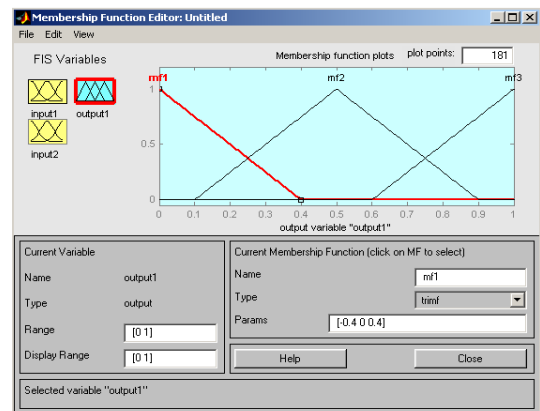 Membership Function Editor: Untitled
File Edit View
FIS Variables
Membership function plots plot points: 181
input1 output1
input2
mf1 mf2 mf3
1
0.5
0
0 0.1 0.2 0.3 0.4 0.5 0.6 0.7 0.8 0.9 1
output variable "output1"
Current Variable
Name output1
Type output
Range [0 1]
Display Range [0 1]
Current Membership Function (click on MF to select)
Name mf1
Type trimf
Params [-0.4 0 0.4]
Help Close
Selected variable "output1"